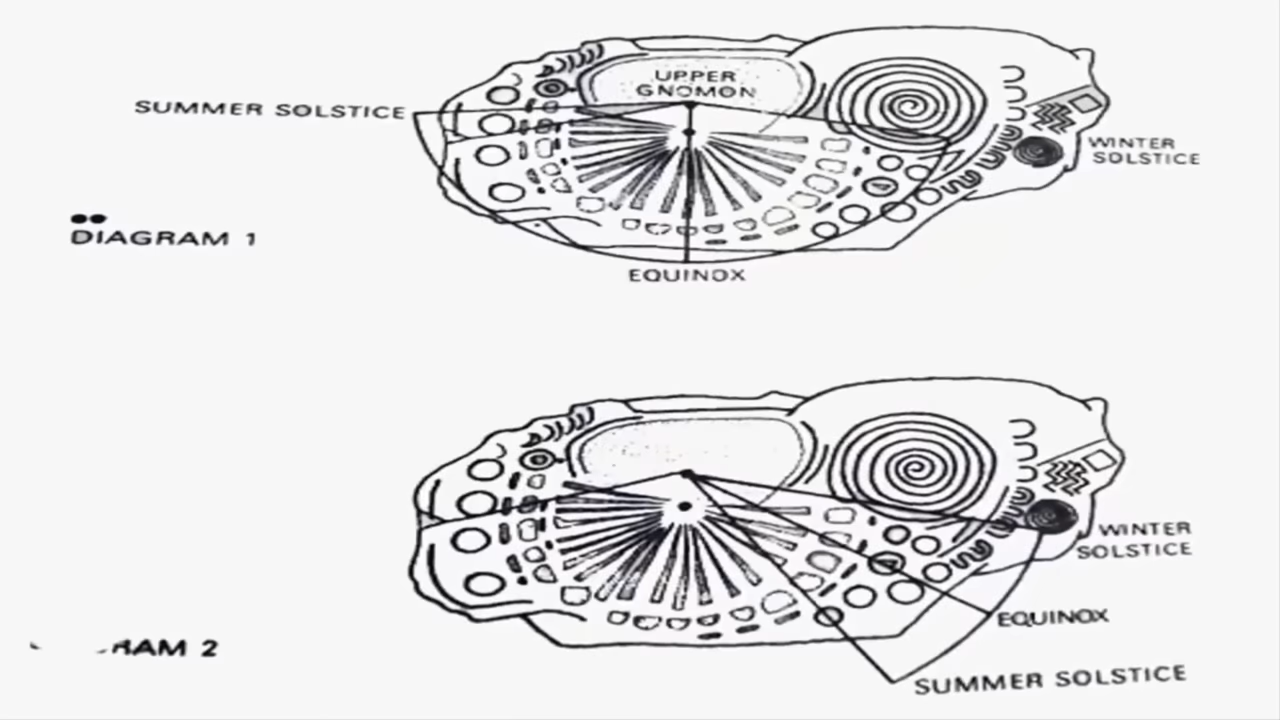 UPPER
GNOMON
SUMMER SOLSTICE
WINTER
SOLSTICE
DIAGRAM 1
EQUINOX
WINTER
SOLSTICE
EQUINOX
RAM 2
SUMMER SOLSTICE